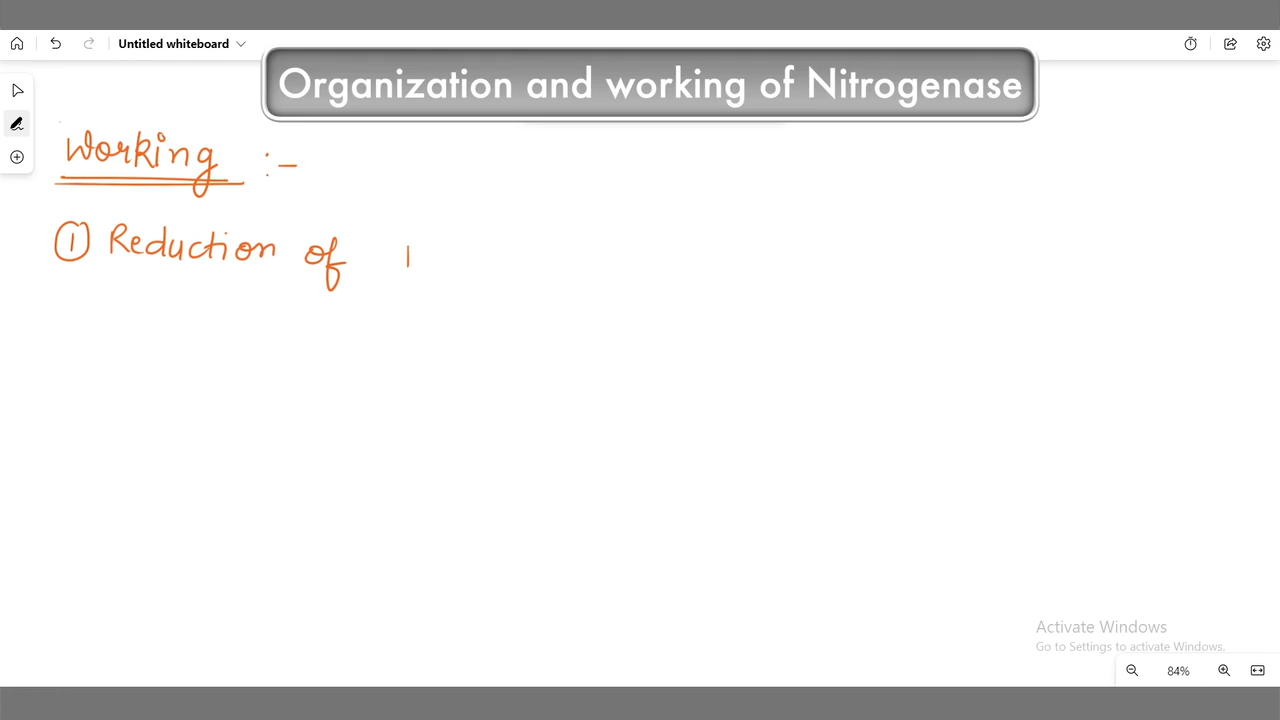 Untitled whiteboard
Organization and working of Nitrogenase
Working :-
① Reduction of
Activate Windows
Go to Settings to activate Windows.
84%